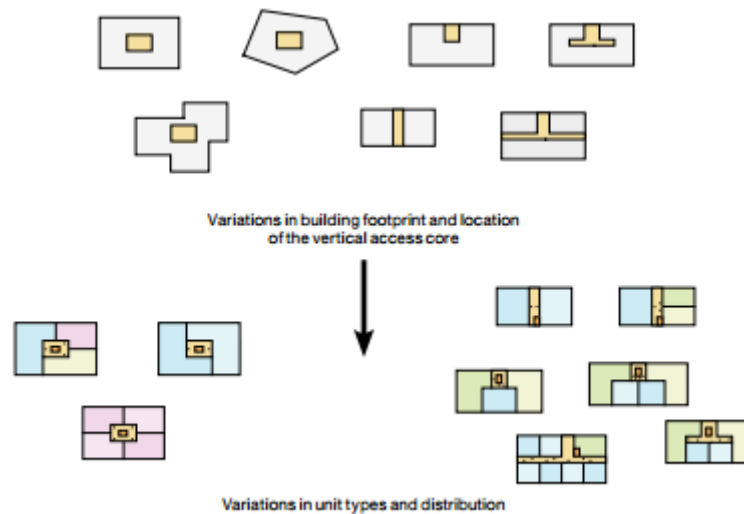 Variations in building footprint and location
of the vertical access core
Variations in unit types and distribution